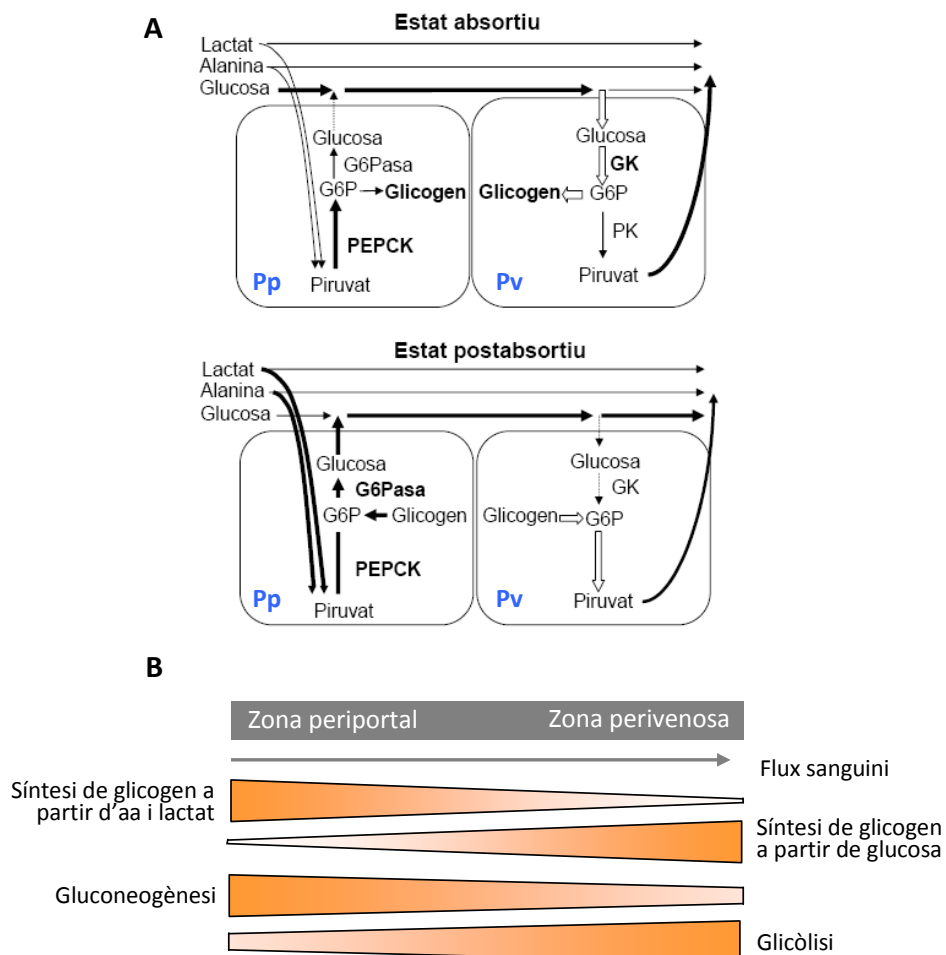 A
Estat absortiu
Lactat
Alanina
Glucosa
Glucosa
G6Pasa
G6P
Glicogen
PEPCK
Piruvat
Pp
Glucosa
GK
Glicogen
G6P
PK
Piruvat
Pv
Estat postabsortiu
Lactat
Alanina
Glucosa
Glucosa
G6Pasa
G6P
Glicogen
PEPCK
Piruvat
Pp
Glucosa
GK
Glicogen
G6P
Piruvat
Pv
B
Zona periportal
Zona perivenosa
Flux sanguini
Síntesi de glicogen a
partir d'aa i lactat
Síntesi de glicogen
a partir de glucosa
Gluconeogènesi
Glicòlisi